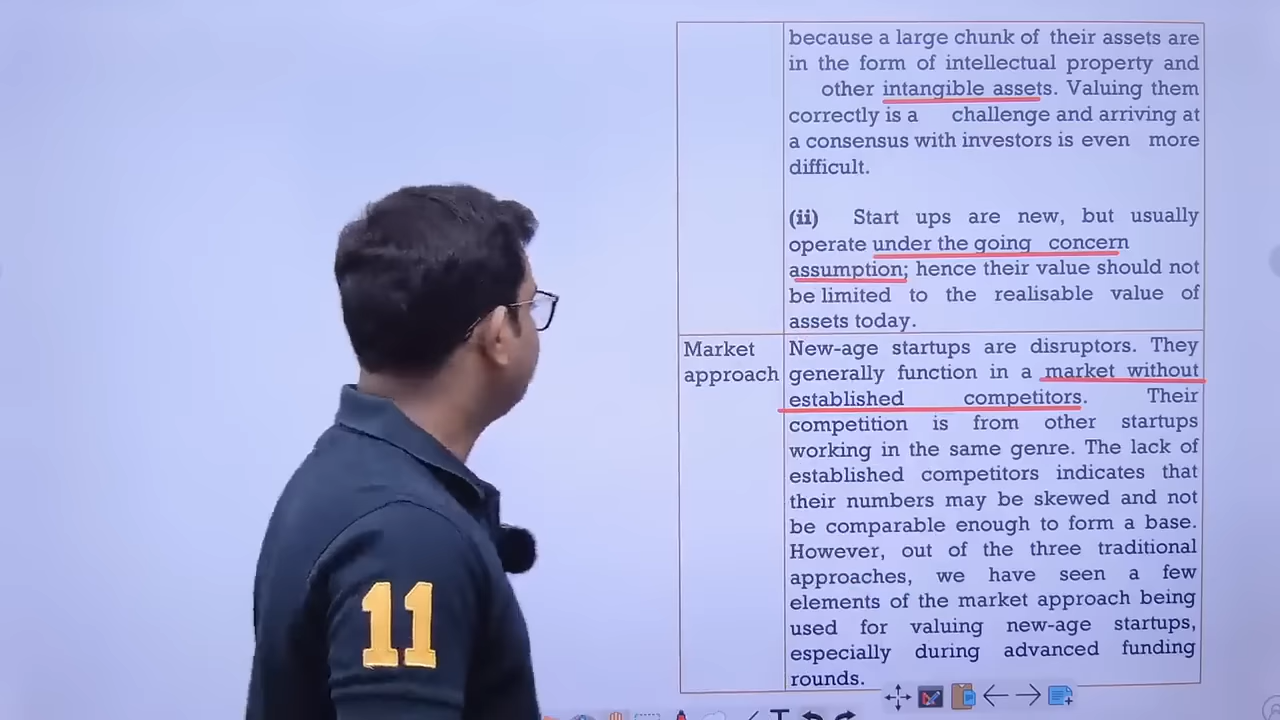 because a large chunk of their assets are
in the form of intellectual property and
other intangible assets. Valuing them
correctly is a challenge and arriving at
a consensus with investors is even more
difficult.
(ii) Start ups are new, but usually
operate under the going concern
assumption; hence their value should not
be limited to the realisable value of
assets today.
Market
approach
New-age startups are disruptors. They
generally function in a market without
established competitors. Their
competition is from other startups
working in the same genre. The lack of
established competitors indicates that
their numbers may be skewed and not
be comparable enough to form a base.
However, out of the three traditional
approaches, we have seen a few
elements of the market approach being
used for valuing new-age startups,
especially during advanced funding
rounds.
11